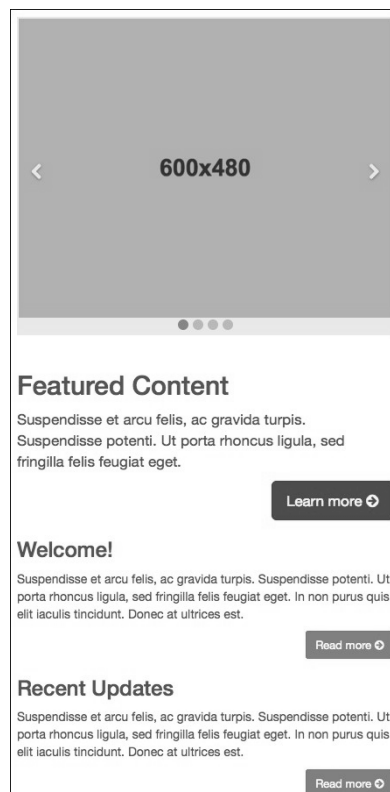 600x480
Featured Content
Suspendisse et arcu felis, ac gravida turpis.
Suspendisse potenti. Ut porta rhoncus ligula, sed
fringilla felis feugiat eget.
Learn more
Welcome!
Suspendisse et arcu felis, ac gravida turpis. Suspendisse potenti. Ut
porta rhoncus ligula, sed fringilla felis feugiat eget. In non purus quis
elit iaculis tincidunt. Donec at ultrices est.
Read more
Recent Updates
Suspendisse et arcu felis, ac gravida turpis. Suspendisse potenti. Ut
porta rhoncus ligula, sed fringilla felis feugiat eget. In non purus quis
elit iaculis tincidunt. Donec at ultrices est.
Read more